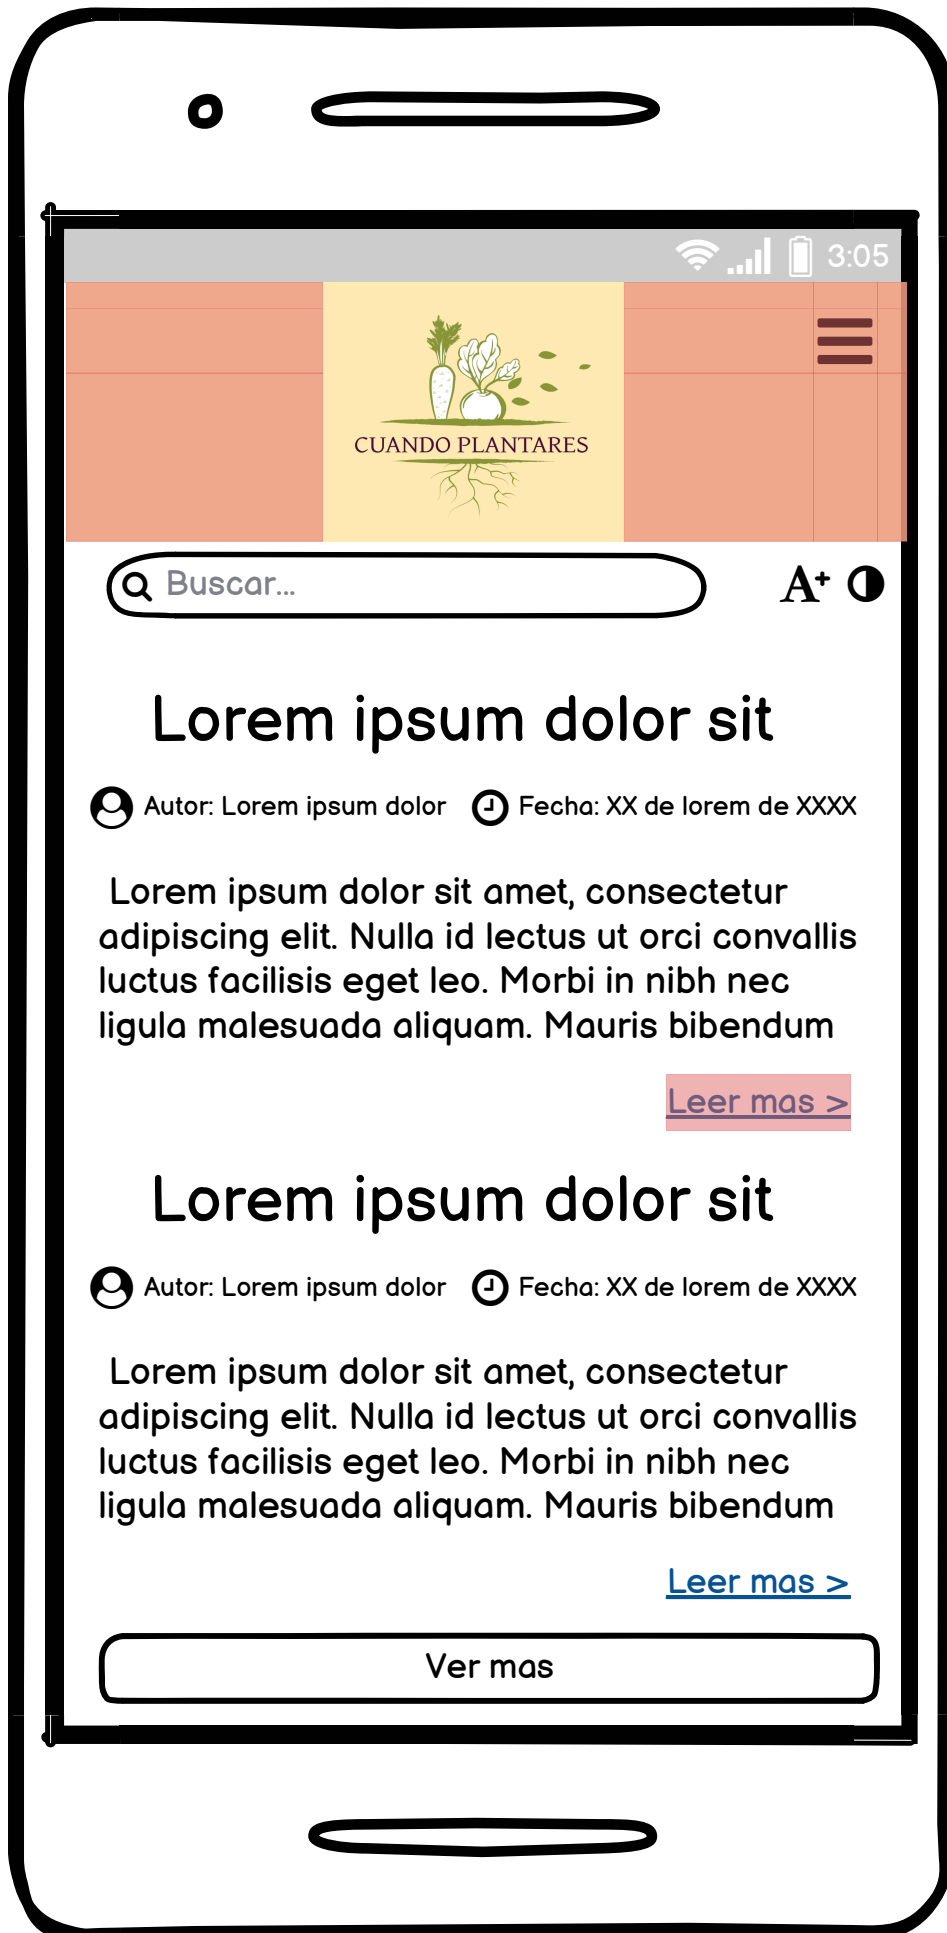 3:05
CUANDO PLANTARES
Buscar...
A+
Lorem ipsum dolor sit
Autor: Lorem ipsum dolor Fecha: XX de lorem de XXXX
Lorem ipsum dolor sit amet, consectetur
adipiscing elit. Nulla id lectus ut orci convallis
luctus facilisis eget leo. Morbi in nibh nec
ligula malesuada aliquam. Mauris bibendum
Leer mas >
Lorem ipsum dolor sit
Autor: Lorem ipsum dolor Fecha: XX de lorem de XXXX
Lorem ipsum dolor sit amet, consectetur
adipiscing elit. Nulla id lectus ut orci convallis
luctus facilisis eget leo. Morbi in nibh nec
ligula malesuada aliquam. Mauris bibendum
Leer mas >
Ver mas